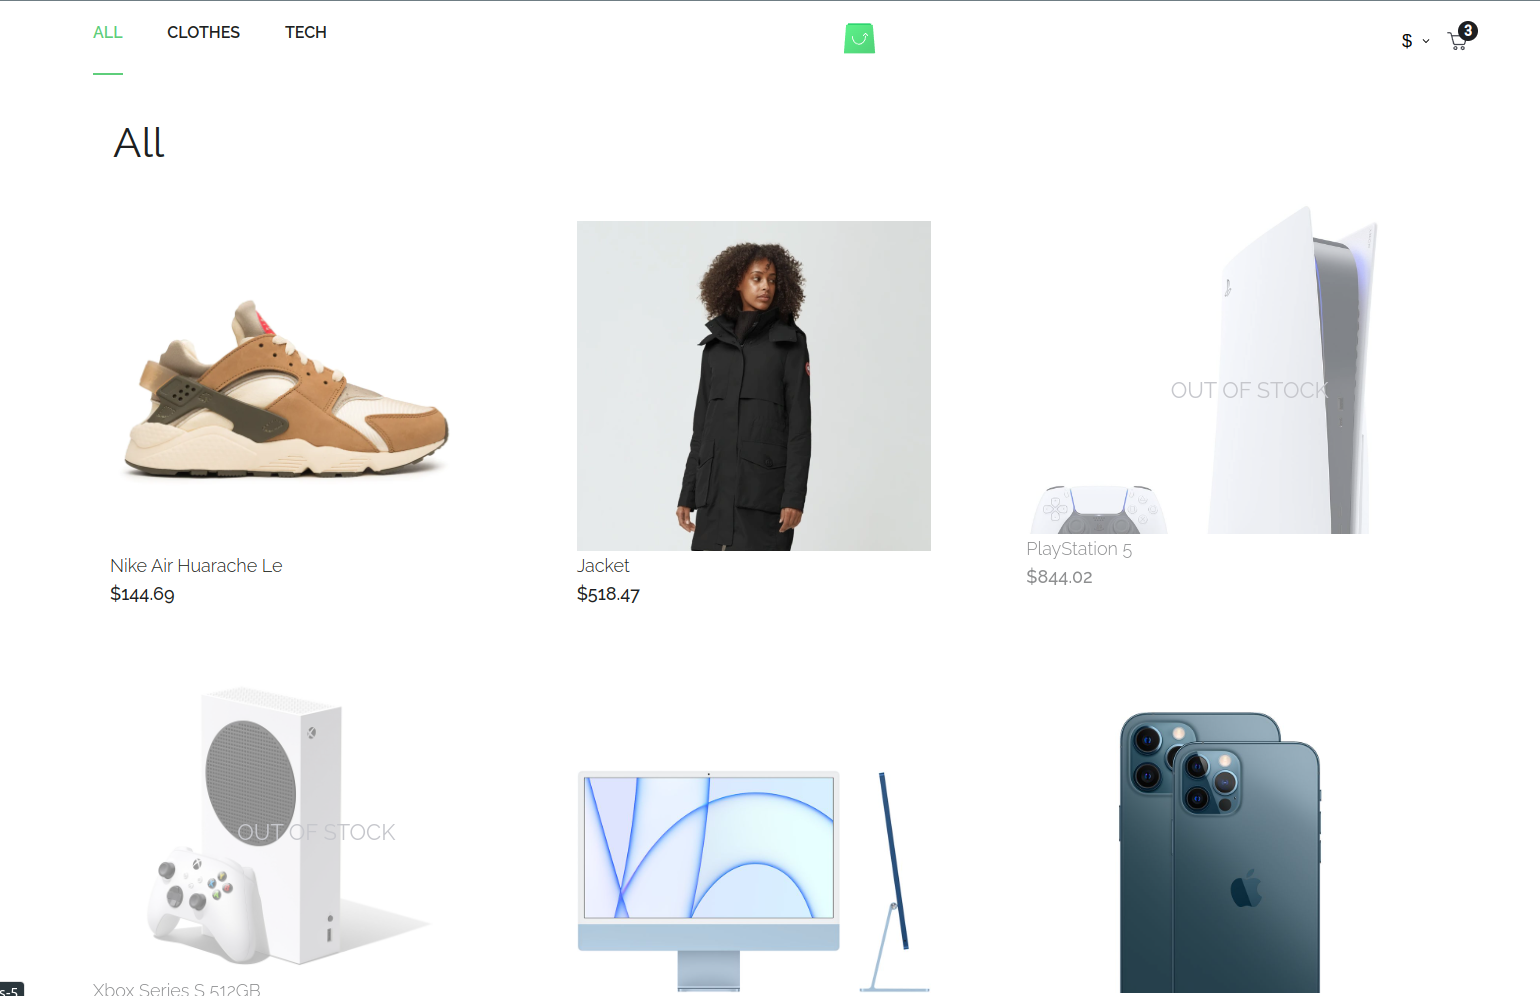 ALL CLOTHES TECH
$ 3
All
OUT OF STOCK
Nike Air Huarache Le
$144.69
Jacket
$518.47
PlayStation 5
$844.02
OUT OF STOCK
Xbox Series S 512GB
s-5